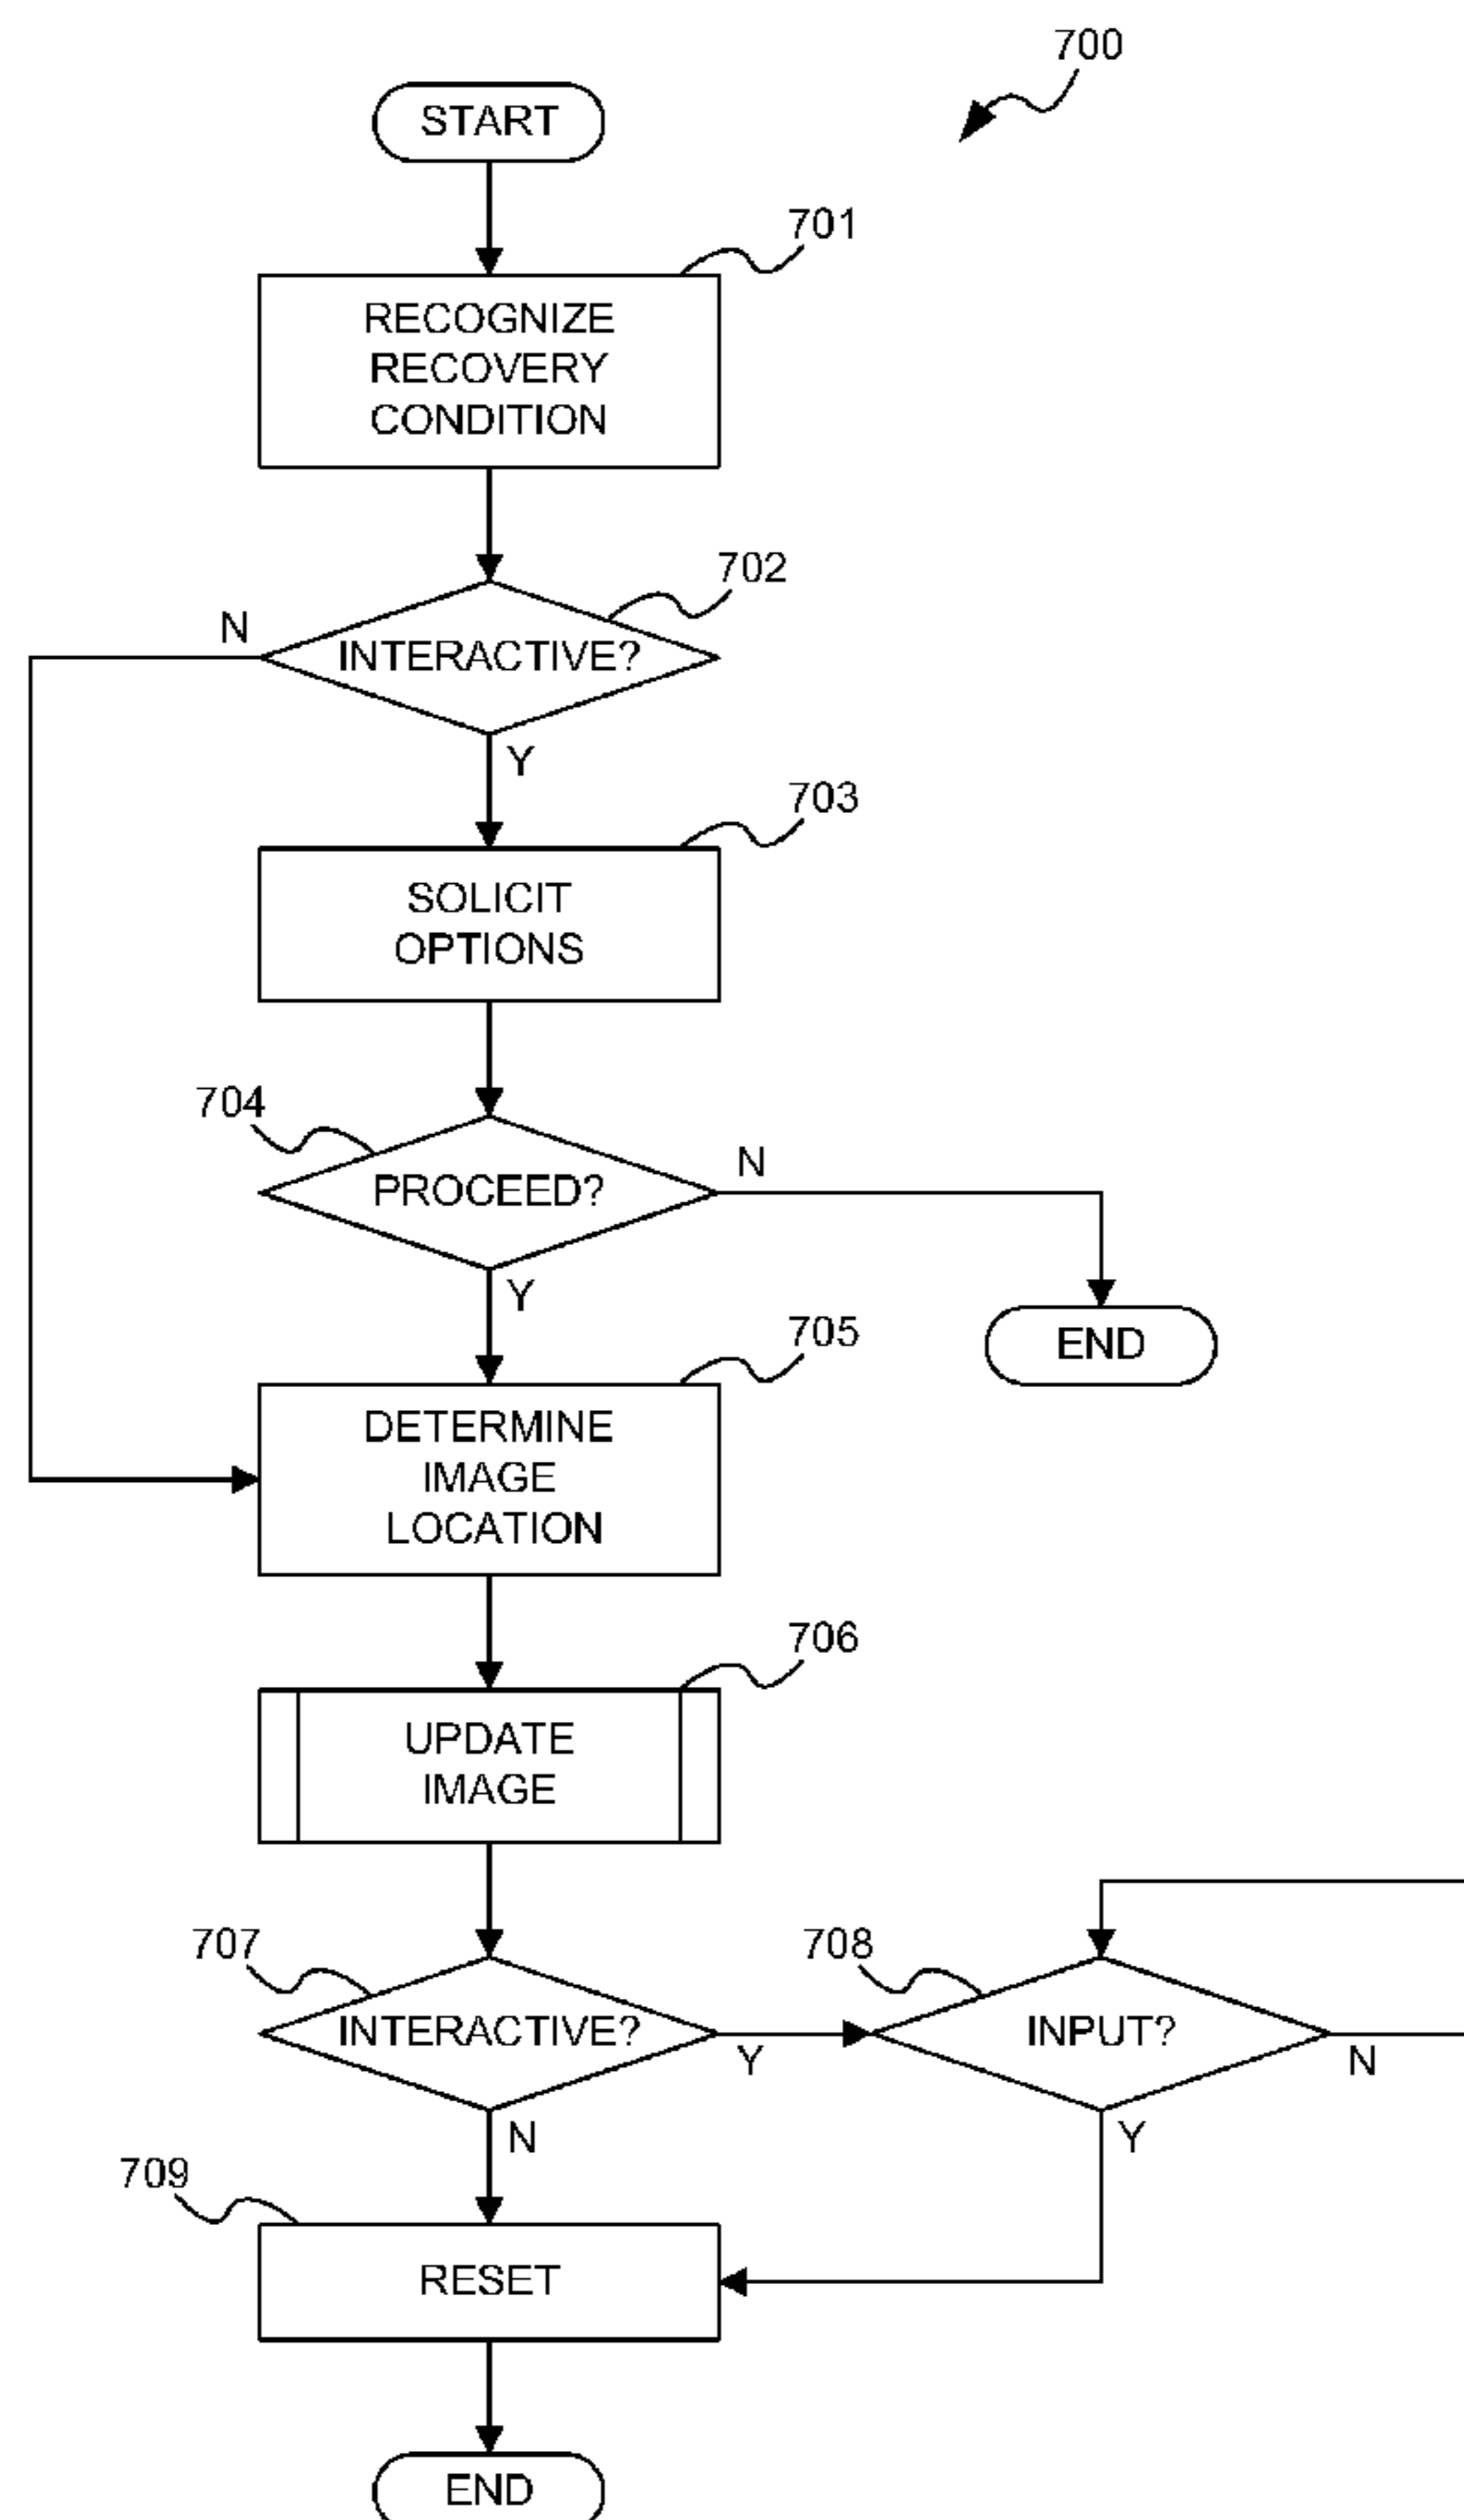 700
START
701
RECOGNIZE
RECOVERY
CONDITION
702
N
INTERACTIVE?
Y
703
SOLICIT
OPTIONS
704
N
PROCEED?
Y
END
705
DETERMINE
IMAGE
LOCATION
706
UPDATE
IMAGE
707
708
INTERACTIVE?
INPUT?
Y
N
N
Y
709
RESET
END